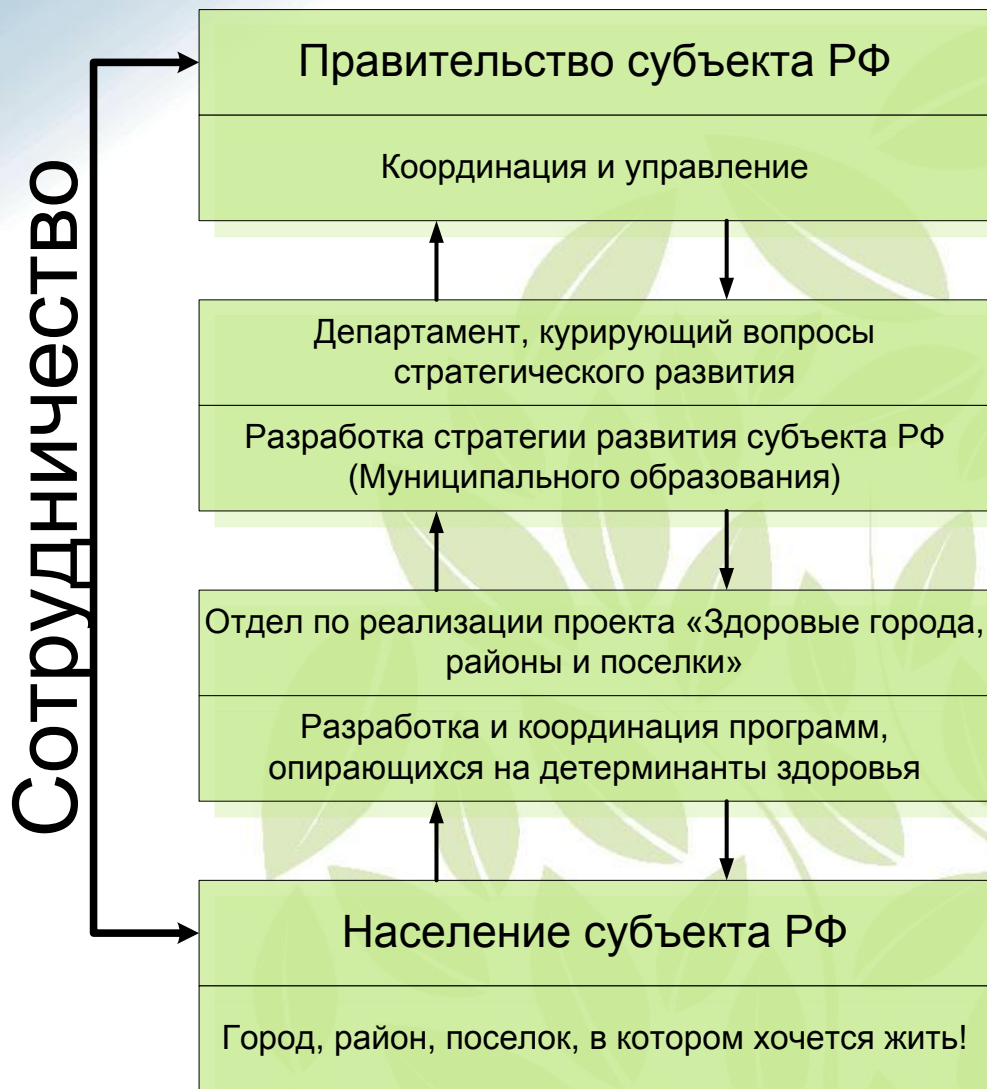 Сотрудничество
Правительство субъекта РФ
Координация и управление
Департамент, курирующий вопросы
стратегического развития
Разработка стратегии развития субъекта РФ
(Муниципального образования)
Отдел по реализации проекта «Здоровые города,
районы и поселки»
Разработка и координация программ,
опирающихся на детерминанты здоровья
Население субъекта РФ
Город, район, поселок, в котором хочется жить!